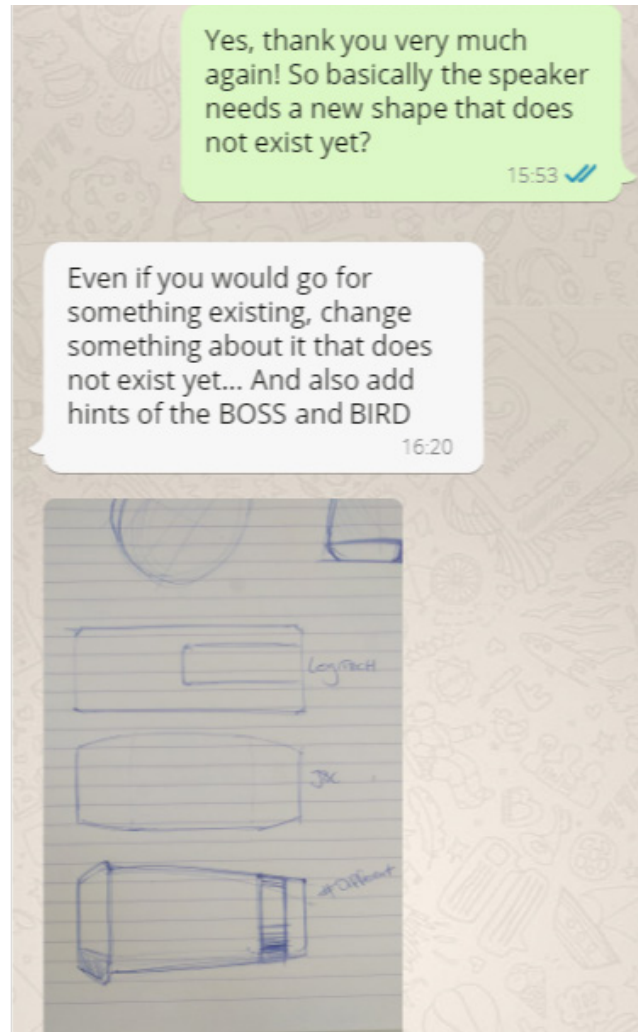 Yes, thank you very much
again! So basically the speaker
needs a new shape that does
not exist yet?
15:53
Even if you would go for
something existing, change
something about it that does
not exist yet... And also add
hints of the BOSS and BIRD
16:20
LogiTecH
JBL
#Different